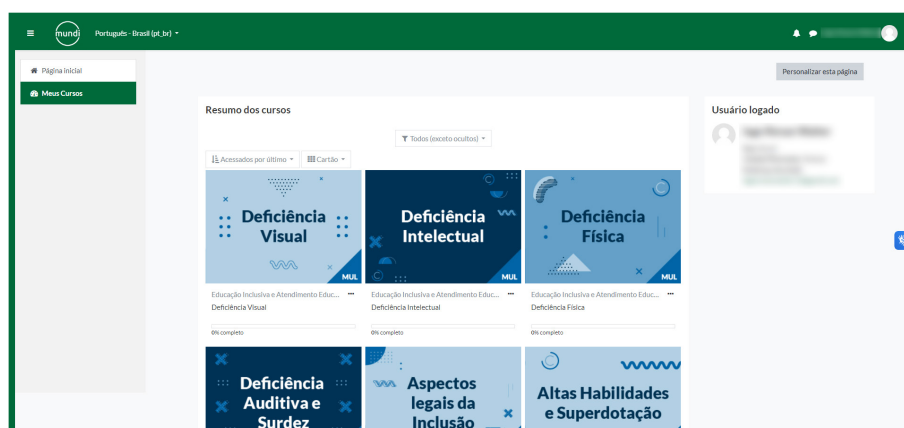 mundi
Português - Brasil (pt_br)
Página inicial
Meus Cursos
Personalizar esta página
Resumo dos cursos
Todos (exceto ocultos)
Acessados por último
Cartão
Deficiência
Visual
MUL
Educação Inclusiva e Atendimento Educ...
Deficiência Visual
0% completo
Deficiência
Intelectual
MUL
Educação Inclusiva e Atendimento Educ...
Deficiência Intelectual
0% completo
Deficiência
Física
MUL
Educação Inclusiva e Atendimento Educ...
Deficiência Física
0% completo
Deficiência
Auditiva e
Surdez
Aspectos
legais da
Inclusão
Altas Habilidades
e Superdotação
Usuário logado